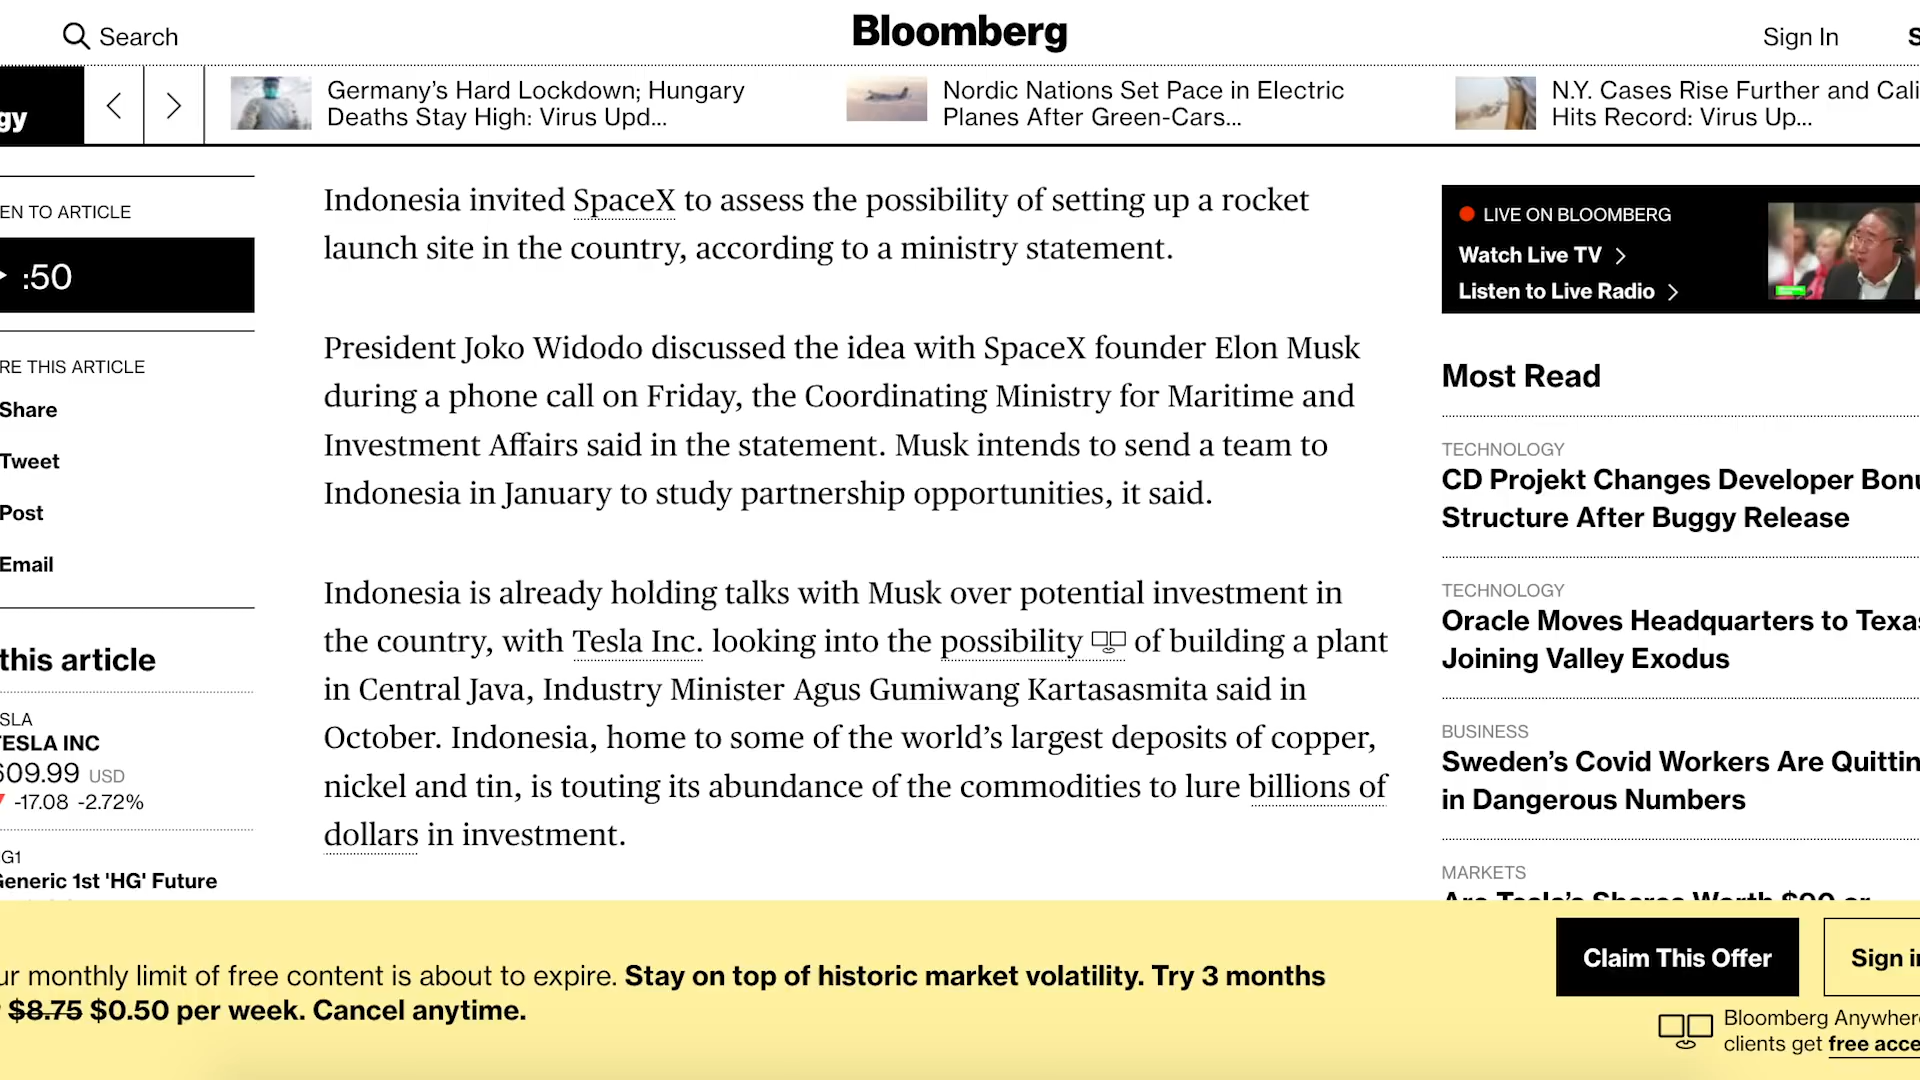 Search
Bloomberg
Sign In
gy
Germany's Hard Lockdown; Hungary
Deaths Stay High: Virus Upd...
Nordic Nations Set Pace in Electric
Planes After Green-Cars...
N.Y. Cases Rise Further and Cali
Hits Record: Virus Up...
EN TO ARTICLE
:50
RE THIS ARTICLE
Share
Tweet
Post
Email
this article
SLA
TESLA INC
609.99 USD
-17.08 -2.72%
G1
Generic 1st 'HG' Future
Indonesia invited SpaceX to assess the possibility of setting up a rocket
launch site in the country, according to a ministry statement.
President Joko Widodo discussed the idea with SpaceX founder Elon Musk
during a phone call on Friday, the Coordinating Ministry for Maritime and
Investment Affairs said in the statement. Musk intends to send a team to
Indonesia in January to study partnership opportunities, it said.
Indonesia is already holding talks with Musk over potential investment in
the country, with Tesla Inc. looking into the possibility of building a plant
in Central Java, Industry Minister Agus Gumiwang Kartasasmita said in
October. Indonesia, home to some of the world's largest deposits of copper,
nickel and tin, is touting its abundance of the commodities to lure billions of
dollars in investment.
LIVE ON BLOOMBERG
Watch Live TV
Listen to Live Radio
Most Read
TECHNOLOGY
CD Projekt Changes Developer Bonu
Structure After Buggy Release
TECHNOLOGY
Oracle Moves Headquarters to Texas
Joining Valley Exodus
BUSINESS
Sweden's Covid Workers Are Quittin
in Dangerous Numbers
MARKETS
Are Tesla's Shares Worth $90 or
ur monthly limit of free content is about to expire. Stay on top of historic market volatility. Try 3 months
$8.75 $0.50 per week. Cancel anytime.
Claim This Offer
Sign in
Bloomberg Anywher
clients get free acce